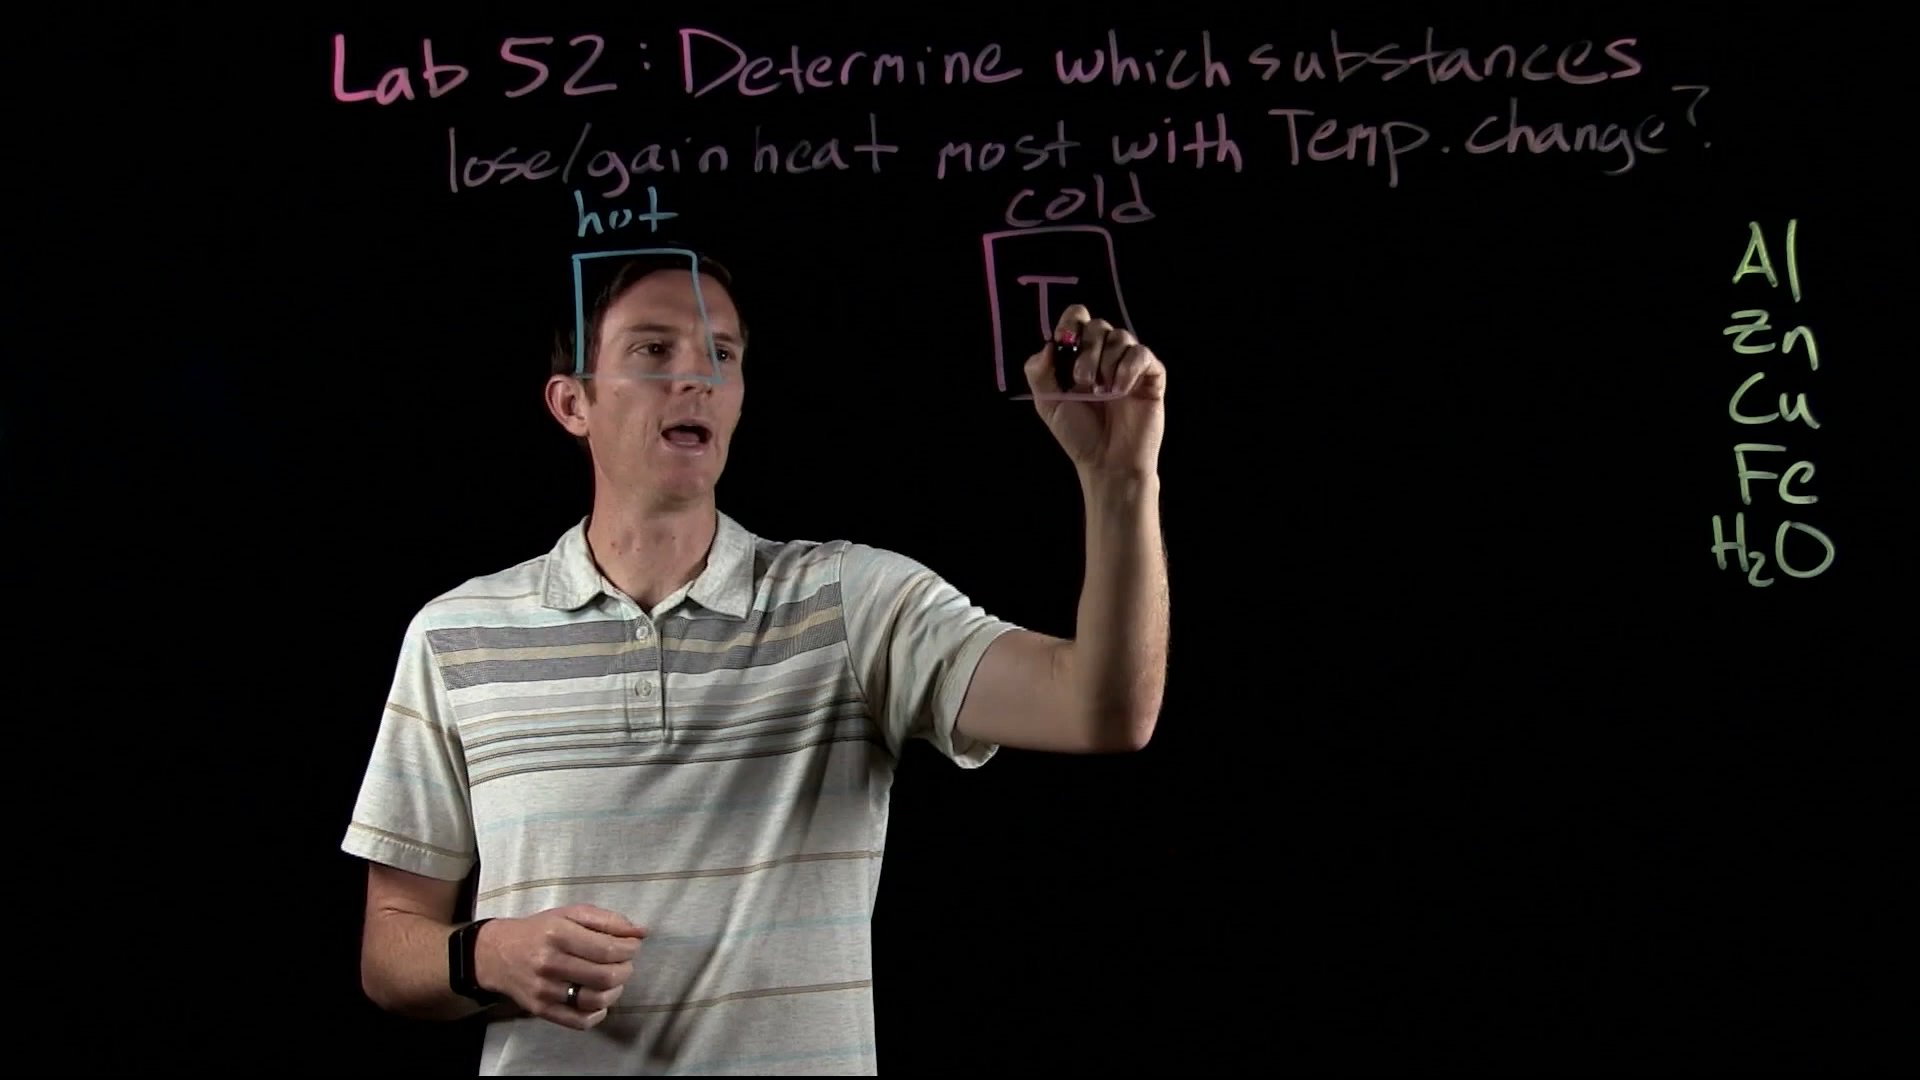 Lab 52: Determine which substances
lose/gain heat most with Temp. change?
hot
cold
T
Al
Zn
Cu
Fe
H₂O